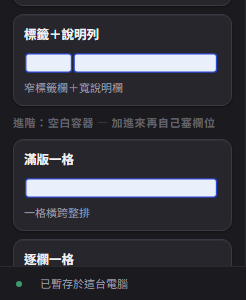 標籤＋說明列
窄標籤欄＋寬說明欄
進階：空白容器 — 加進來再自己塞欄位
滿版一格
一格橫跨整排
逐欄一格
已暫存於這台電腦